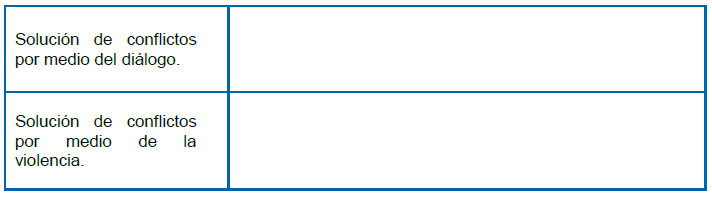 Solución de conflictos
por medio del diálogo.
Solución de conflictos
por medio de la
violencia.